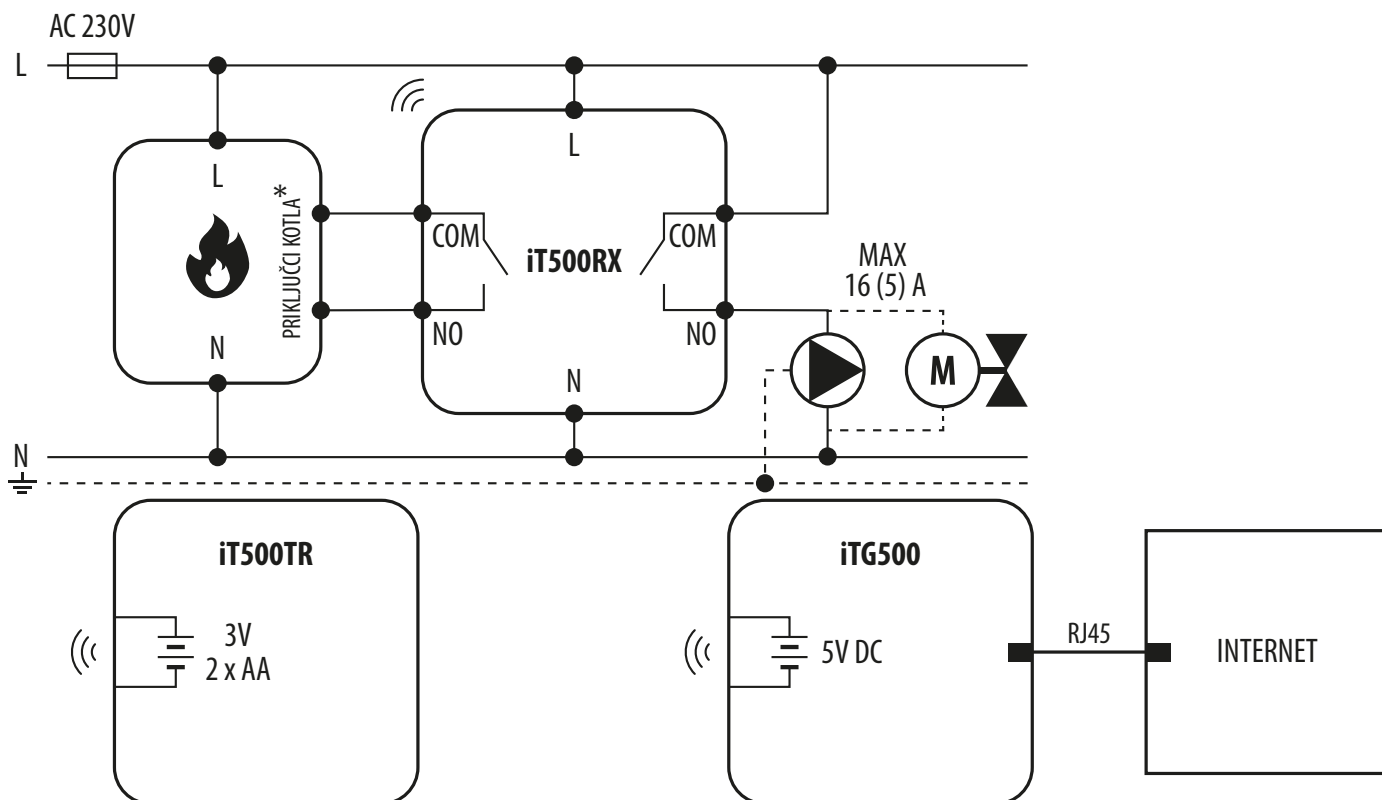 AC 230V
L
L
PRIKLJUČCI KOTLA*
N
L
COM
COM
iT500RX
NO
NO
N
MAX
16 (5) A
M
N
iT500TR
3V
2 x AA
iTG500
5V DC
RJ45
INTERNET